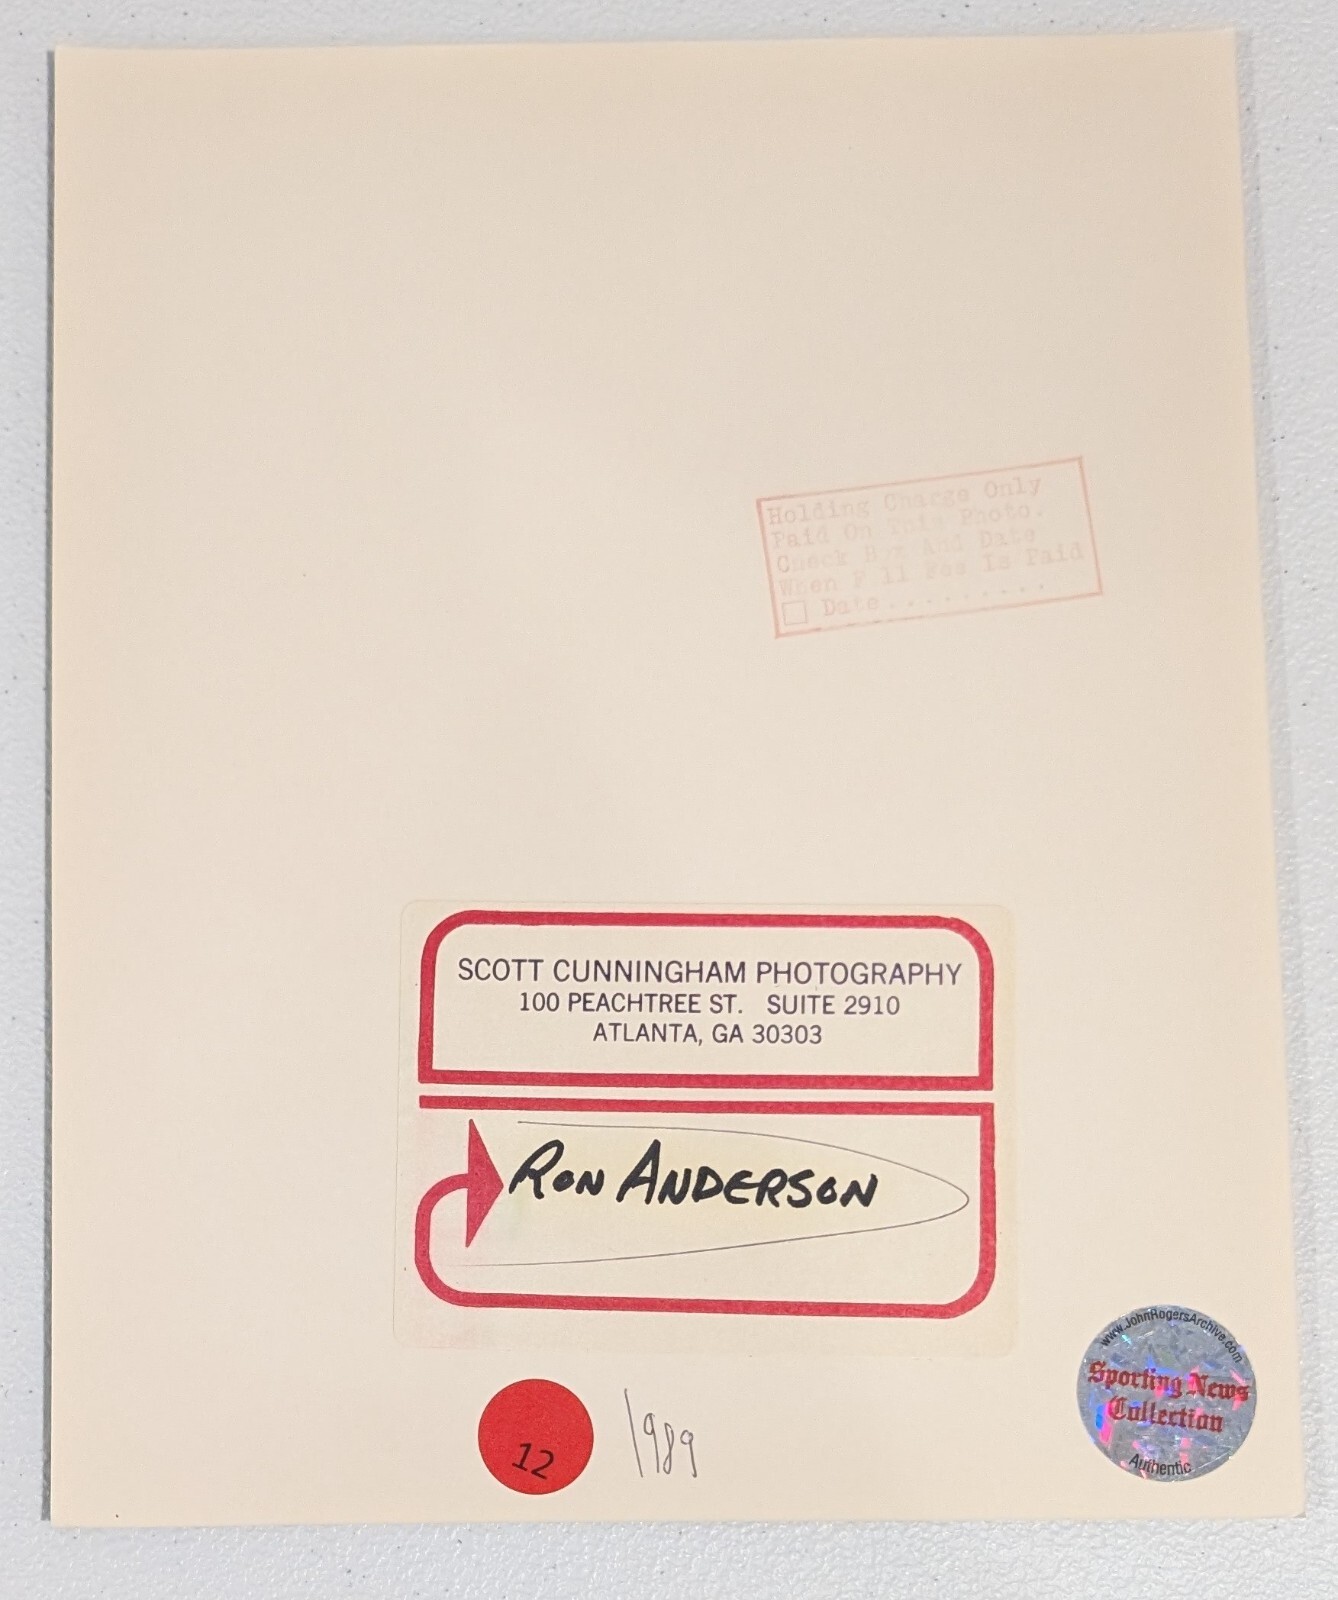 Holding Charge Only
Paid On This Photo.
Check Box And Date
When Full Fee Is Paid
Date.........
SCOTT CUNNINGHAM PHOTOGRAPHY
100 PEACHTREE ST. SUITE 2910
ATLANTA, GA 30303
RON ANDERSON
12
1989
www.JohnRogersArchive.com
Sporting News
Collection
Authentic